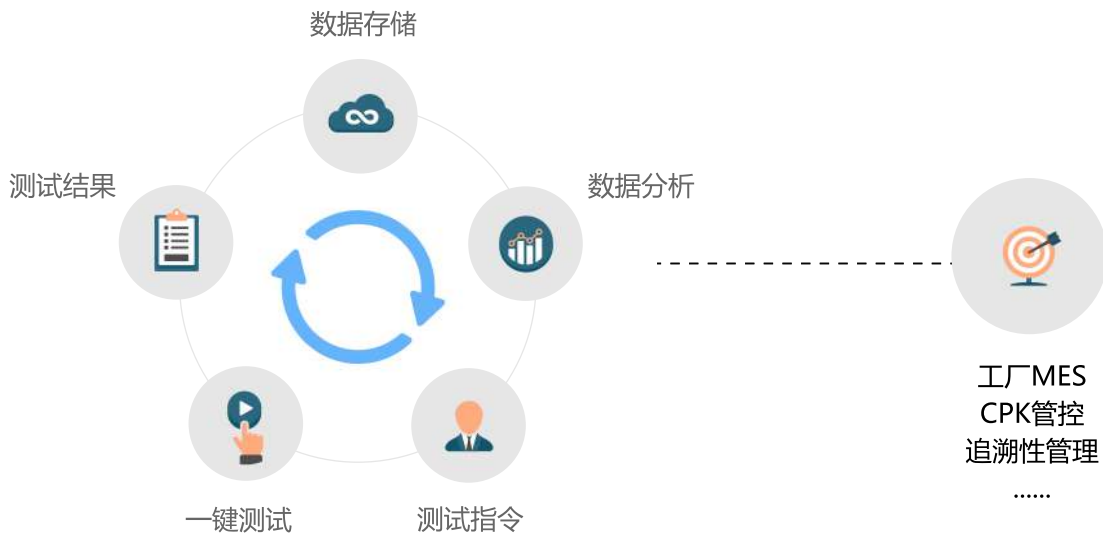 数据存储
测试结果
数据分析
工厂MES
CPK管控
追溯性管理
......
一键测试
测试指令